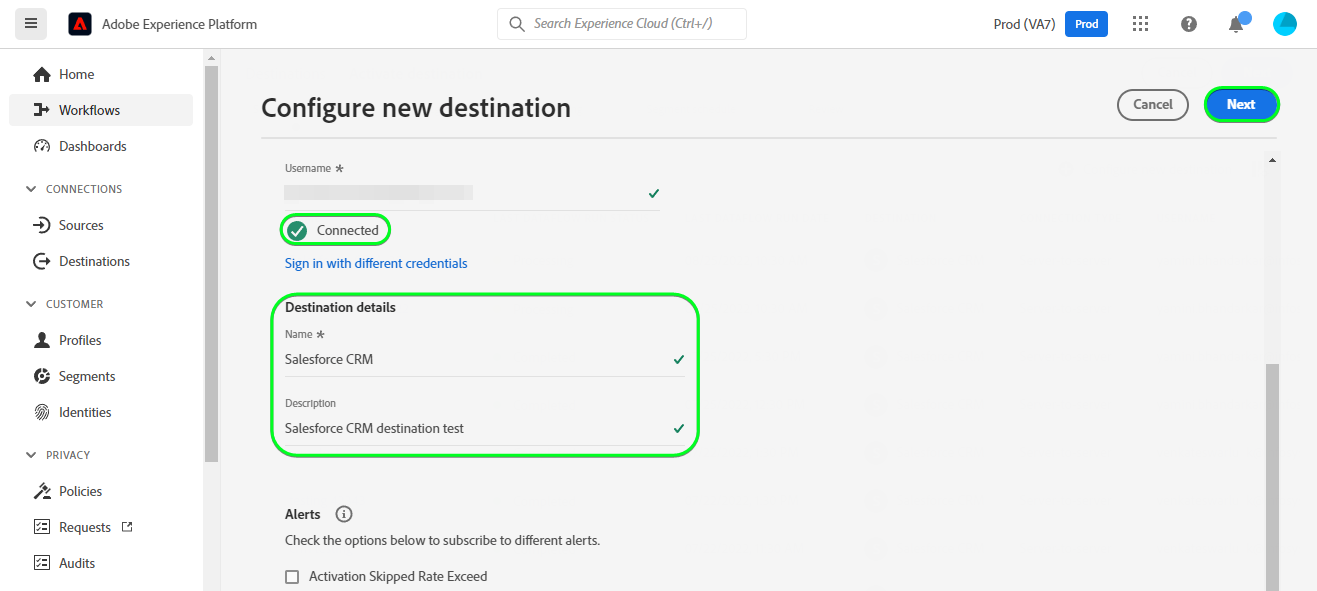 Adobe Experience Platform
Search Experience Cloud (Ctrl+/)
Prod (VA7)
Prod
Home
Workflows
Dashboards
CONNECTIONS
Sources
Destinations
CUSTOMER
Profiles
Segments
Identities
PRIVACY
Policies
Requests
Audits
Configure new destination
Cancel
Next
Username *
Connected
Sign in with different credentials
Destination details
Name *
Salesforce CRM
Description
Salesforce CRM destination test
Alerts
Check the options below to subscribe to different alerts.
Activation Skipped Rate Exceed